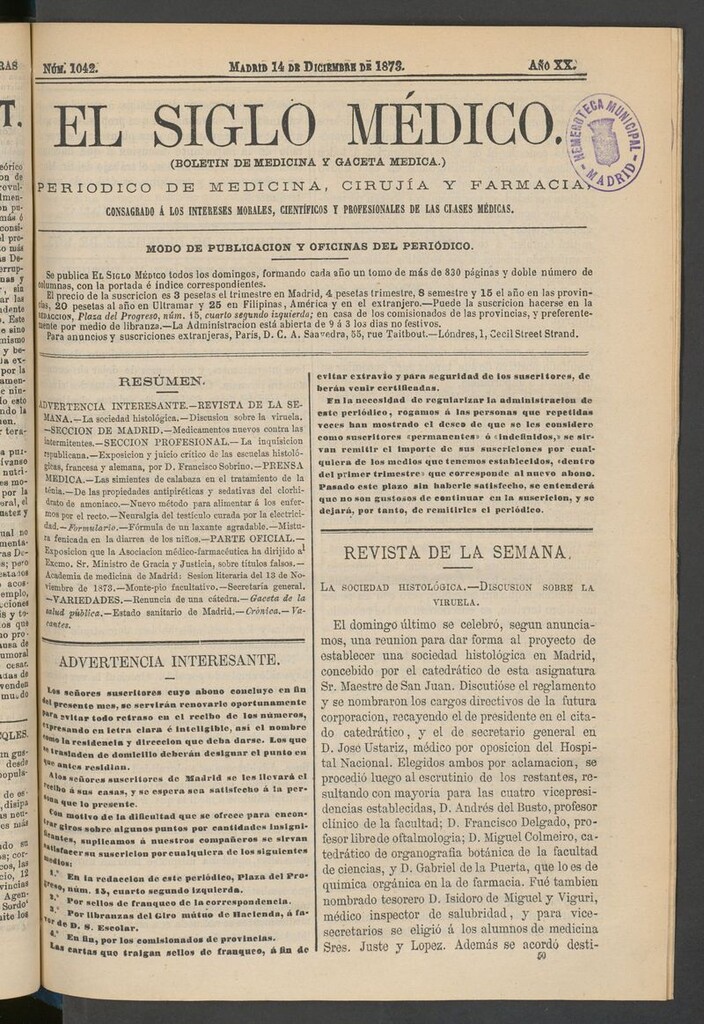 Núm. 1042.
Madrid 14 de Diciembre de 1873.
Año XX.
EL SIGLO MÉDICO.
(BOLETIN DE MEDICINA Y GACETA MEDICA.)
PERIODICO DE MEDICINA, CIRUJÍA Y FARMACIA,
CONSAGRADO Á LOS INTERESES MORALES, CIENTÍFICOS Y PROFESIONALES DE LAS CLASES MÉDICAS.
HEMEROTECA MUNICIPAL
MADRID
MODO DE PUBLICACION Y OFICINAS DEL PERIÓDICO.
Se publica El Siglo Médico todos los domingos, formando cada año un tomo de más de 830 páginas y doble número de
columnas, con la portada é índice correspondientes.
El precio de la suscricion es 3 pesetas el trimestre en Madrid, 4 pesetas trimestre, 8 semestre y 15 el año en las provin-
cias, 20 pesetas al año en Ultramar y 25 en Filipinas, América y en el extranjero.—Puede la suscricion hacerse en la
REDACCION, Plaza del Progreso, núm. 15, cuarto segundo izquierda; en casa de los comisionados de las provincias, y preferente-
mente por medio de libranza.—La Administracion está abierta de 9 á 3 los dias no festivos.
Para anuncios y suscriciones extranjeras, París, D. C. A. Saavedra, 55, rue Taitbout.—Lóndres, 1, Cecil Street Strand.
RESÚMEN.
ADVERTENCIA INTERESANTE.—REVISTA DE LA SE-
MANA.—La sociedad histológica.—Discusion sobre la viruela.
—SECCION DE MADRID.—Medicamentos nuevos contra las
intermitentes.—SECCION PROFESIONAL.—La inquisicion
republicana.—Exposicion y juicio crítico de las escuelas histoló-
gicas, francesa y alemana, por D. Francisco Sobrino.—PRENSA
MEDICA.—Las simientes de calabaza en el tratamiento de la
ténia.—De las propiedades antipiréticas y sedativas del clorhi-
drato de amoniaco.—Nuevo método para alimentar á los enfer-
mos por el recto.—Neuralgia del testículo curada por la electrici-
dad.—Formulario.—Fórmula de un laxante agradable.—Mistu-
ra fenicada en la diarrea de los niños.—PARTE OFICIAL.—
Exposicion que la Asociacion médico-farmacéutica ha dirijido al
Excmo. Sr. Ministro de Gracia y Justicia, sobre títulos falsos.—
Academia de medicina de Madrid: Sesion literaria del 13 de No-
viembre de 1873.—Monte-pio facultativo.—Secretaría general.
—VARIEDADES.—Renuncia de una cátedra.—Gaceta de la
salud pública.—Estado sanitario de Madrid.—Crónica.—Va-
cantes.
ADVERTENCIA INTERESANTE.
Los señores suscritores cuyo abono concluye en fin
del presente mes, se servirán renovarle oportunamente
para evitar todo retraso en el recibo de los números,
expresando en letra clara é inteligible, así el nombre
como la residencia y direccion que deba darse. Los que
se trasladen de domicilio deberán designar el punto en
que antes residian.
A los señores suscritores de Madrid se les llevará el
recibo á sus casas, y se espera sea satisfecho á la per-
sona que lo presente.
Con motivo de la dificultad que se ofrece para encon-
trar giros sobre algunos puntos por cantidades insigni-
ficantes, suplicamos á nuestros compañeros se sirvan
satisfacer su suscricion por cualquiera de los siguientes
medios:
1.° En la redaccion de este periódico, Plaza del Pro-
greso, núm. 15, cuarto segundo izquierda.
2.° Por sellos de franqueo de la correspondencia.
3.° Por libranzas del Giro mútuo de Hacienda, á fa-
vor de D. S. Escolar.
4.° En fin, por los comisionados de provincias.
Las cartas que traigan sellos de franqueo, á fin de
evitar extravío y para seguridad de los suscritores, de-
berán venir certificadas.
En la necesidad de regularizar la administracion de
este periódico, rogamos á las personas que repetidas
veces han mostrado el deseo de que se les considere
como suscritores «permanentes» ó «indefinidos,» se sir-
van remitir el importe de sus suscriciones por cual-
quiera de los medios que tenemos establecidos, «dentro
del primer trimestre» que corresponde al nuevo abono.
Pasado este plazo sin haberle satisfecho, se entenderá
que no son gustosos de continuar en la suscricion, y se
dejará, por tanto, de remitirles el periódico.
REVISTA DE LA SEMANA.
La sociedad histológica.—Discusion sobre la
viruela.
El domingo último se celebró, segun anuncia-
mos, una reunion para dar forma al proyecto de
establecer una sociedad histológica en Madrid,
concebido por el catedrático de esta asignatura
Sr. Maestre de San Juan. Discutióse el reglamento
y se nombraron los cargos directivos de la futura
corporacion, recayendo el de presidente en el cita-
do catedrático, y el de secretario general en
D. José Ustariz, médico por oposicion del Hospi-
tal Nacional. Elegidos ambos por aclamacion, se
procedió luego al escrutinio de los restantes, re-
sultando con mayoría para las cuatro vicepresi-
dencias establecidas, D. Andrés del Busto, profesor
clínico de la facultad; D. Francisco Delgado, pro-
fesor libre de oftalmologia; D. Miguel Colmeiro, ca-
tedrático de organografía botánica de la facultad
de ciencias, y D. Gabriel de la Puerta, que lo es de
química orgánica en la de farmacia. Fué tambien
nombrado tesorero D. Isidoro de Miguel y Viguri,
médico inspector de salubridad, y para vice-
secretarios se eligió á los alumnos de medicina
Sres. Juste y Lopez. Además se acordó desti-
50